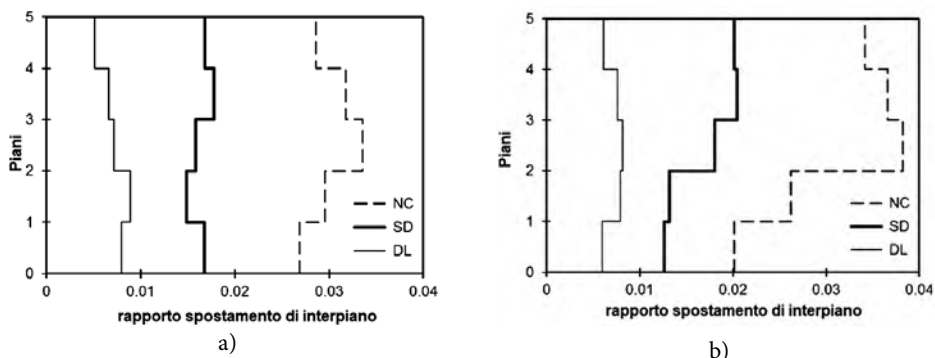 5
4
3
2
1
0
Piani
NC
SD
DL
0
0.01
0.02
0.03
0.04
rapporto spostamento di interpiano
a)
5
4
3
2
1
0
Piani
NC
SD
DL
0
0.01
0.02
0.03
0.04
rapporto spostamento di interpiano
b)